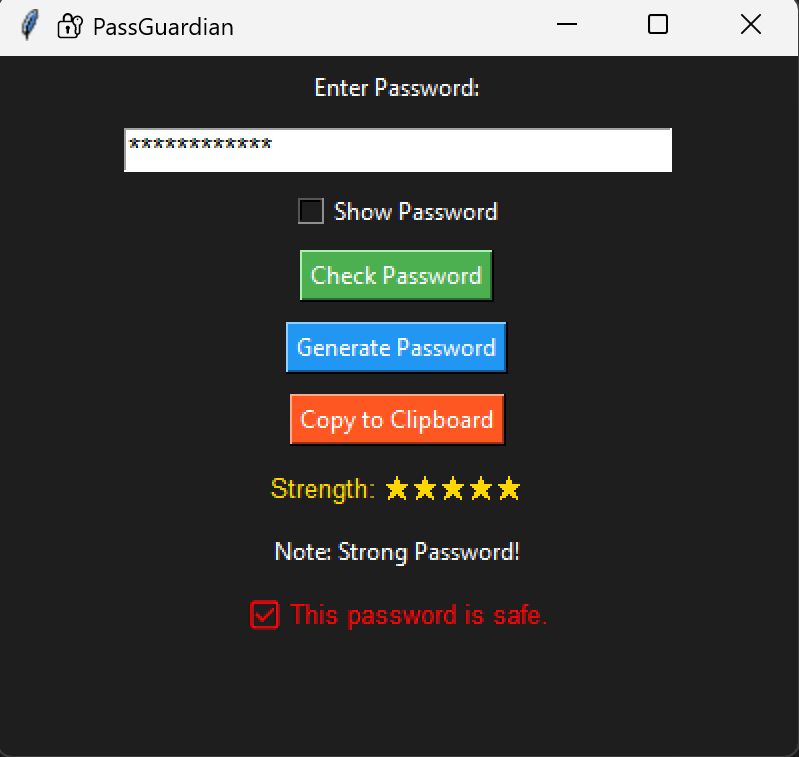 🔐 PassGuardian
Enter Password:
************
Show Password
Check Password
Generate Password
Copy to Clipboard
Strength: ★★★★★
Note: Strong Password!
☑ This password is safe.